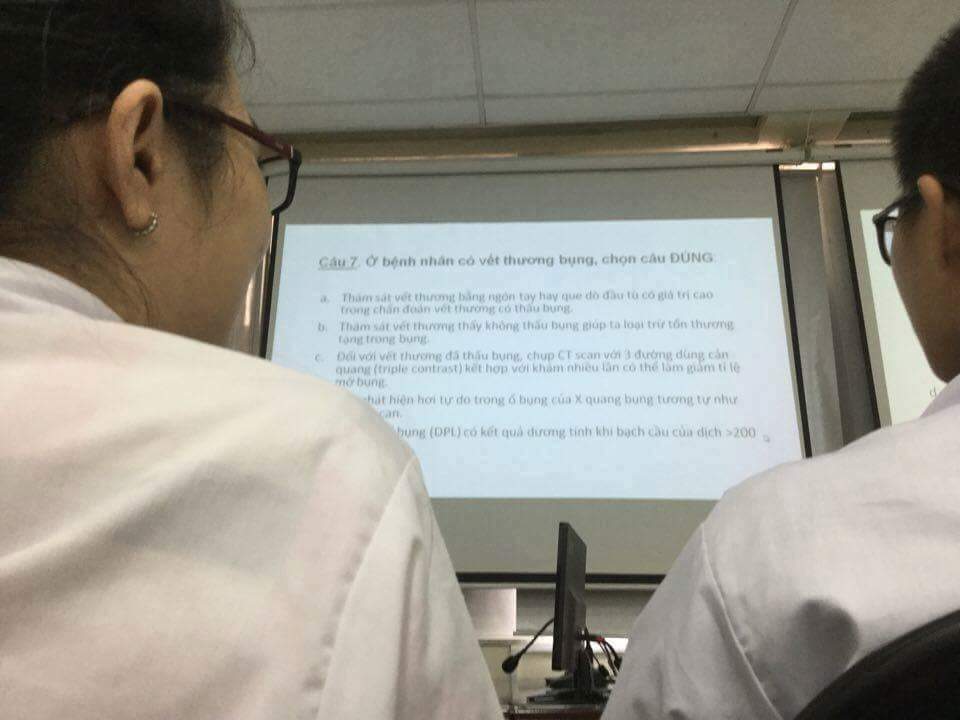 Câu 7. Ở bệnh nhân có vết thương bụng, chọn câu ĐÚNG:
a. Thám sát vết thương bằng ngón tay hay que dò đầu tù có giá trị cao
trong chẩn đoán vết thương có thấu bụng.
b. Thám sát vết thương thấy không thấu bụng giúp ta loại trừ tổn thương
tạng trong bụng.
c. Đối với vết thương đã thấu bụng, chụp CT scan với 3 đường dùng cản
quang (triple contrast) kết hợp với khám nhiều lần có thể làm giảm tỉ lệ
mở bụng.
phát hiện hơi tự do trong ổ bụng của X quang bụng tương tự như
can.
bụng (DPL) có kết quả dương tính khi bạch cầu của dịch >200
d